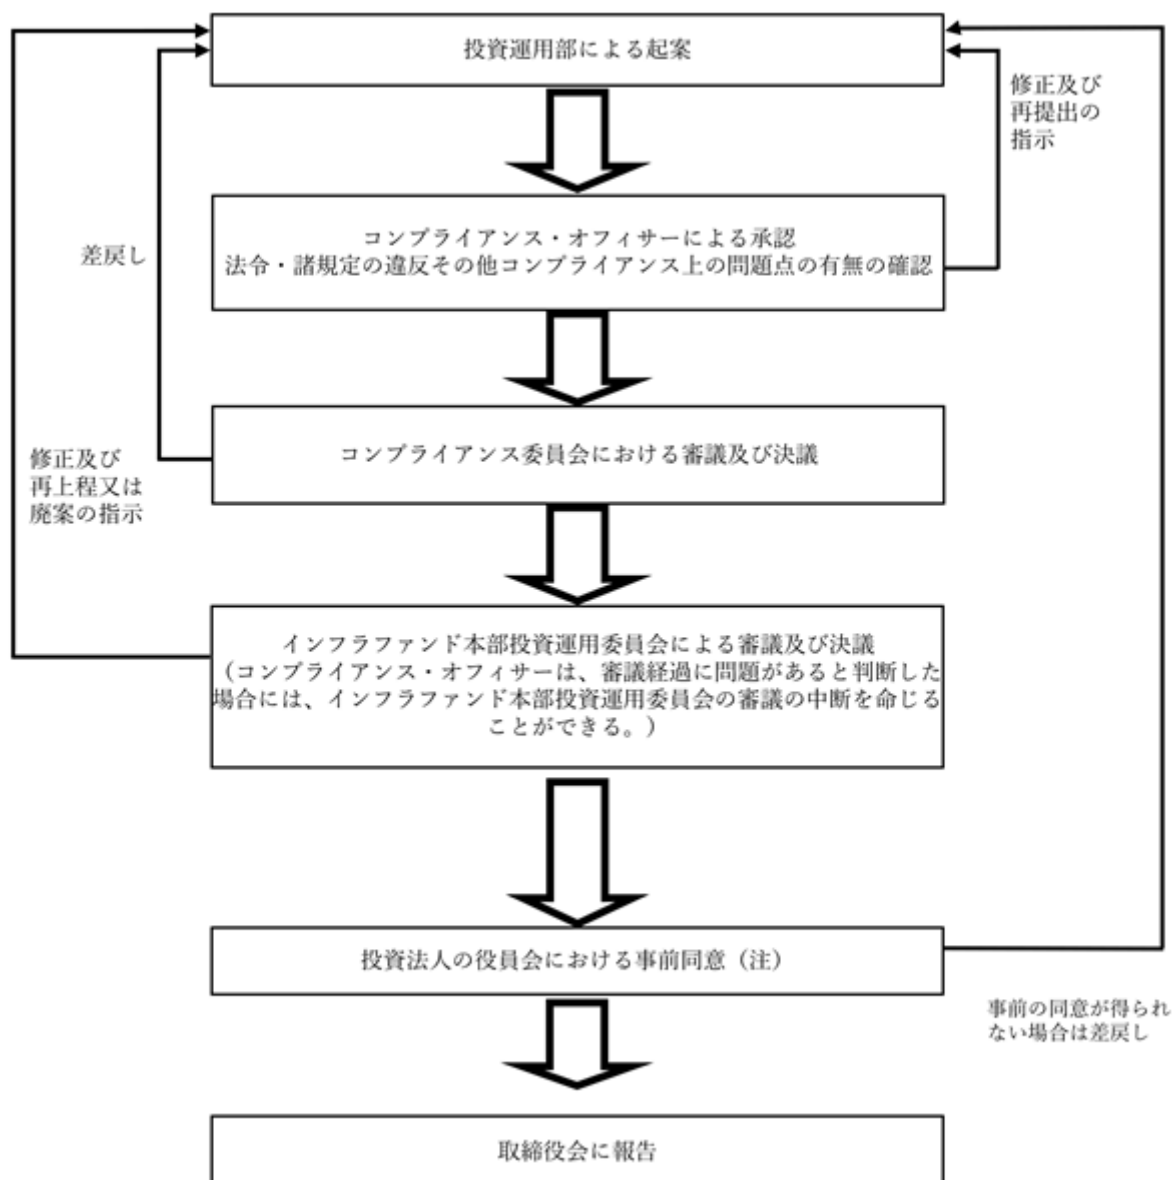 投資運用部による起案
修正及び
再提出の
指示
コンプライアンス・オフィサーによる承認
法令・諸規定の違反その他コンプライアンス上の問題点の有無の確認
差戻し
コンプライアンス委員会における審議及び決議
修正及び
再上程又は
廃案の指示
インフラファンド本部投資運用委員会による審議及び決議
（コンプライアンス・オフィサーは、審議経過に問題があると判断した
場合には、インフラファンド本部投資運用委員会の審議の中断を命じる
ことができる。）
投資法人の役員会における事前同意（注）
事前の同意が得られ
ない場合は差戻し
取締役会に報告